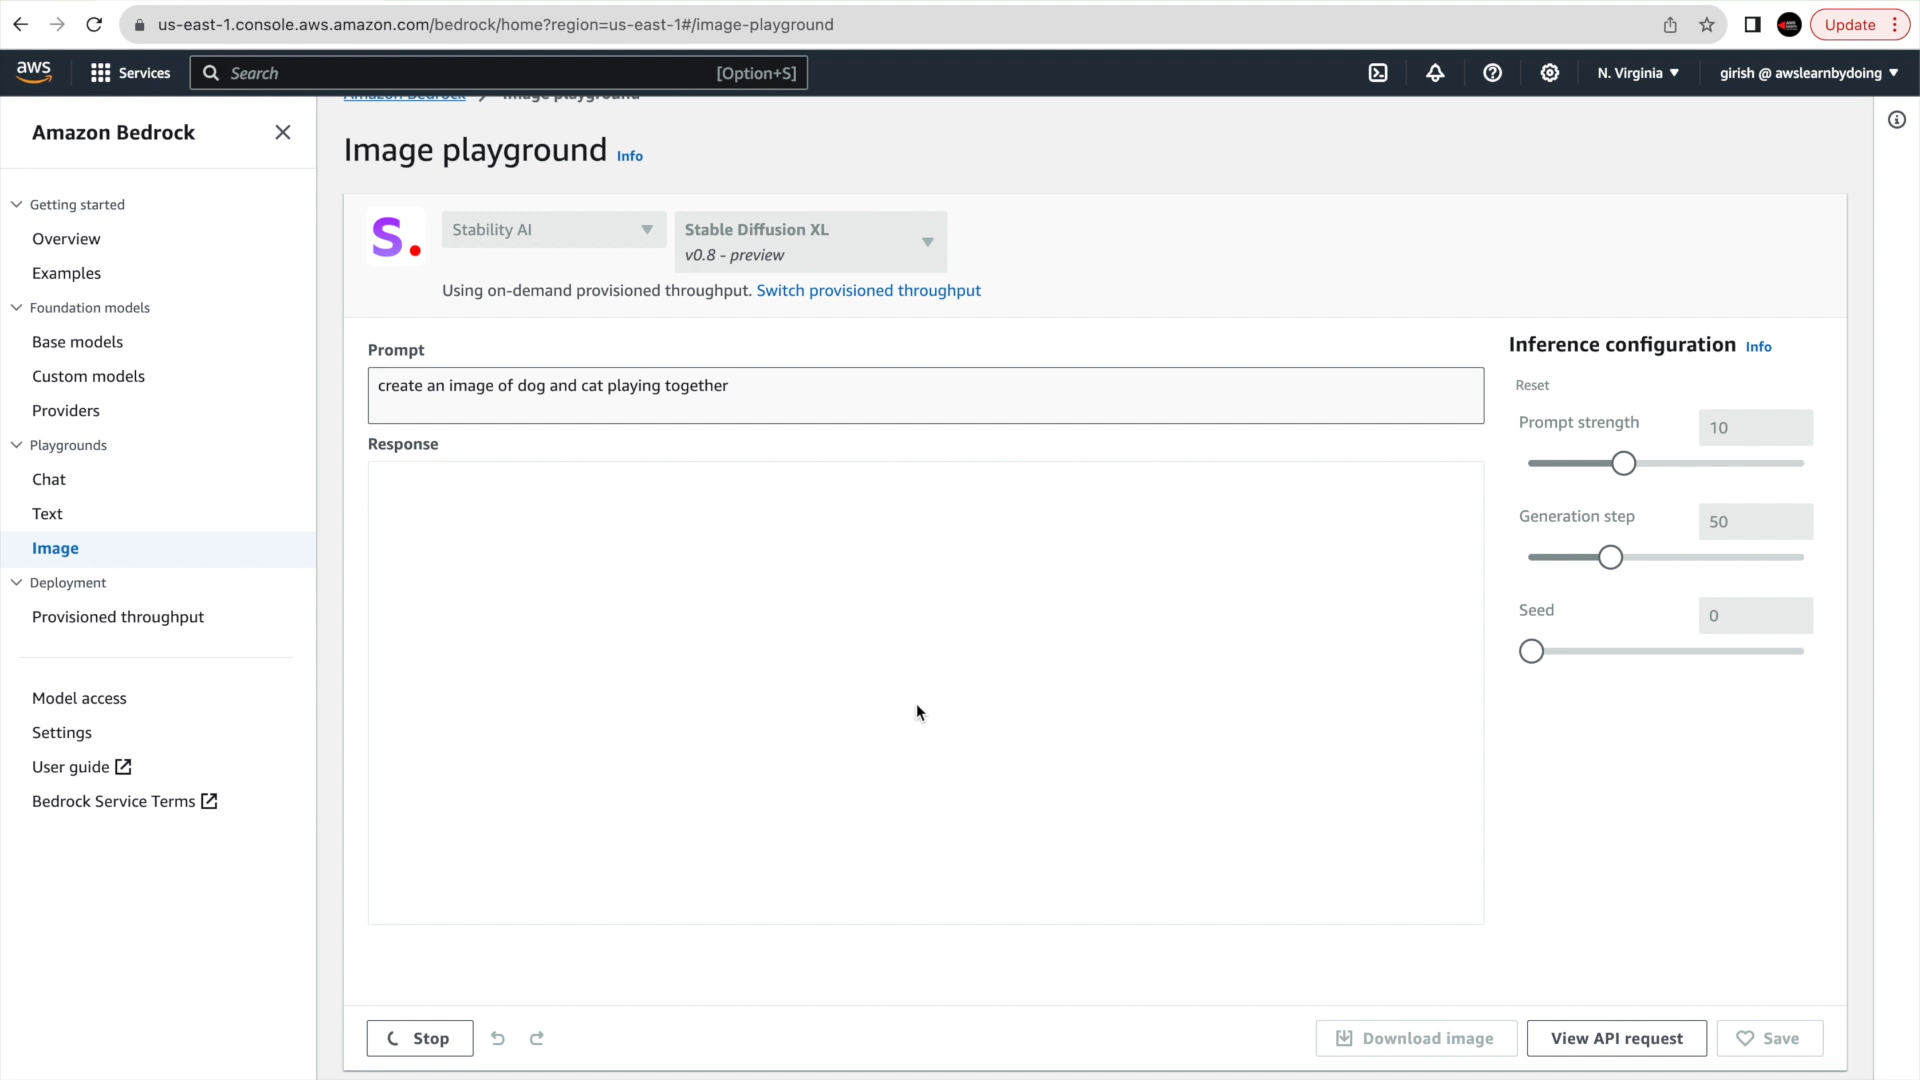 us-east-1.console.aws.amazon.com/bedrock/home?region=us-east-1#/image-playground
Update
aws
Services
Search
[Option+S]
N. Virginia
girish @ awslearnbydoing
Amazon Bedrock
Image playground
Amazon Bedrock
Getting started
Overview
Examples
Foundation models
Base models
Custom models
Providers
Playgrounds
Chat
Text
Image
Deployment
Provisioned throughput
Model access
Settings
User guide
Bedrock Service Terms
Image playground Info
S.
Stability AI
Stable Diffusion XL
v0.8 - preview
Using on-demand provisioned throughput. Switch provisioned throughput
Prompt
create an image of dog and cat playing together
Response
Inference configuration Info
Reset
Prompt strength
10
Generation step
50
Seed
0
Stop
Download image
View API request
Save